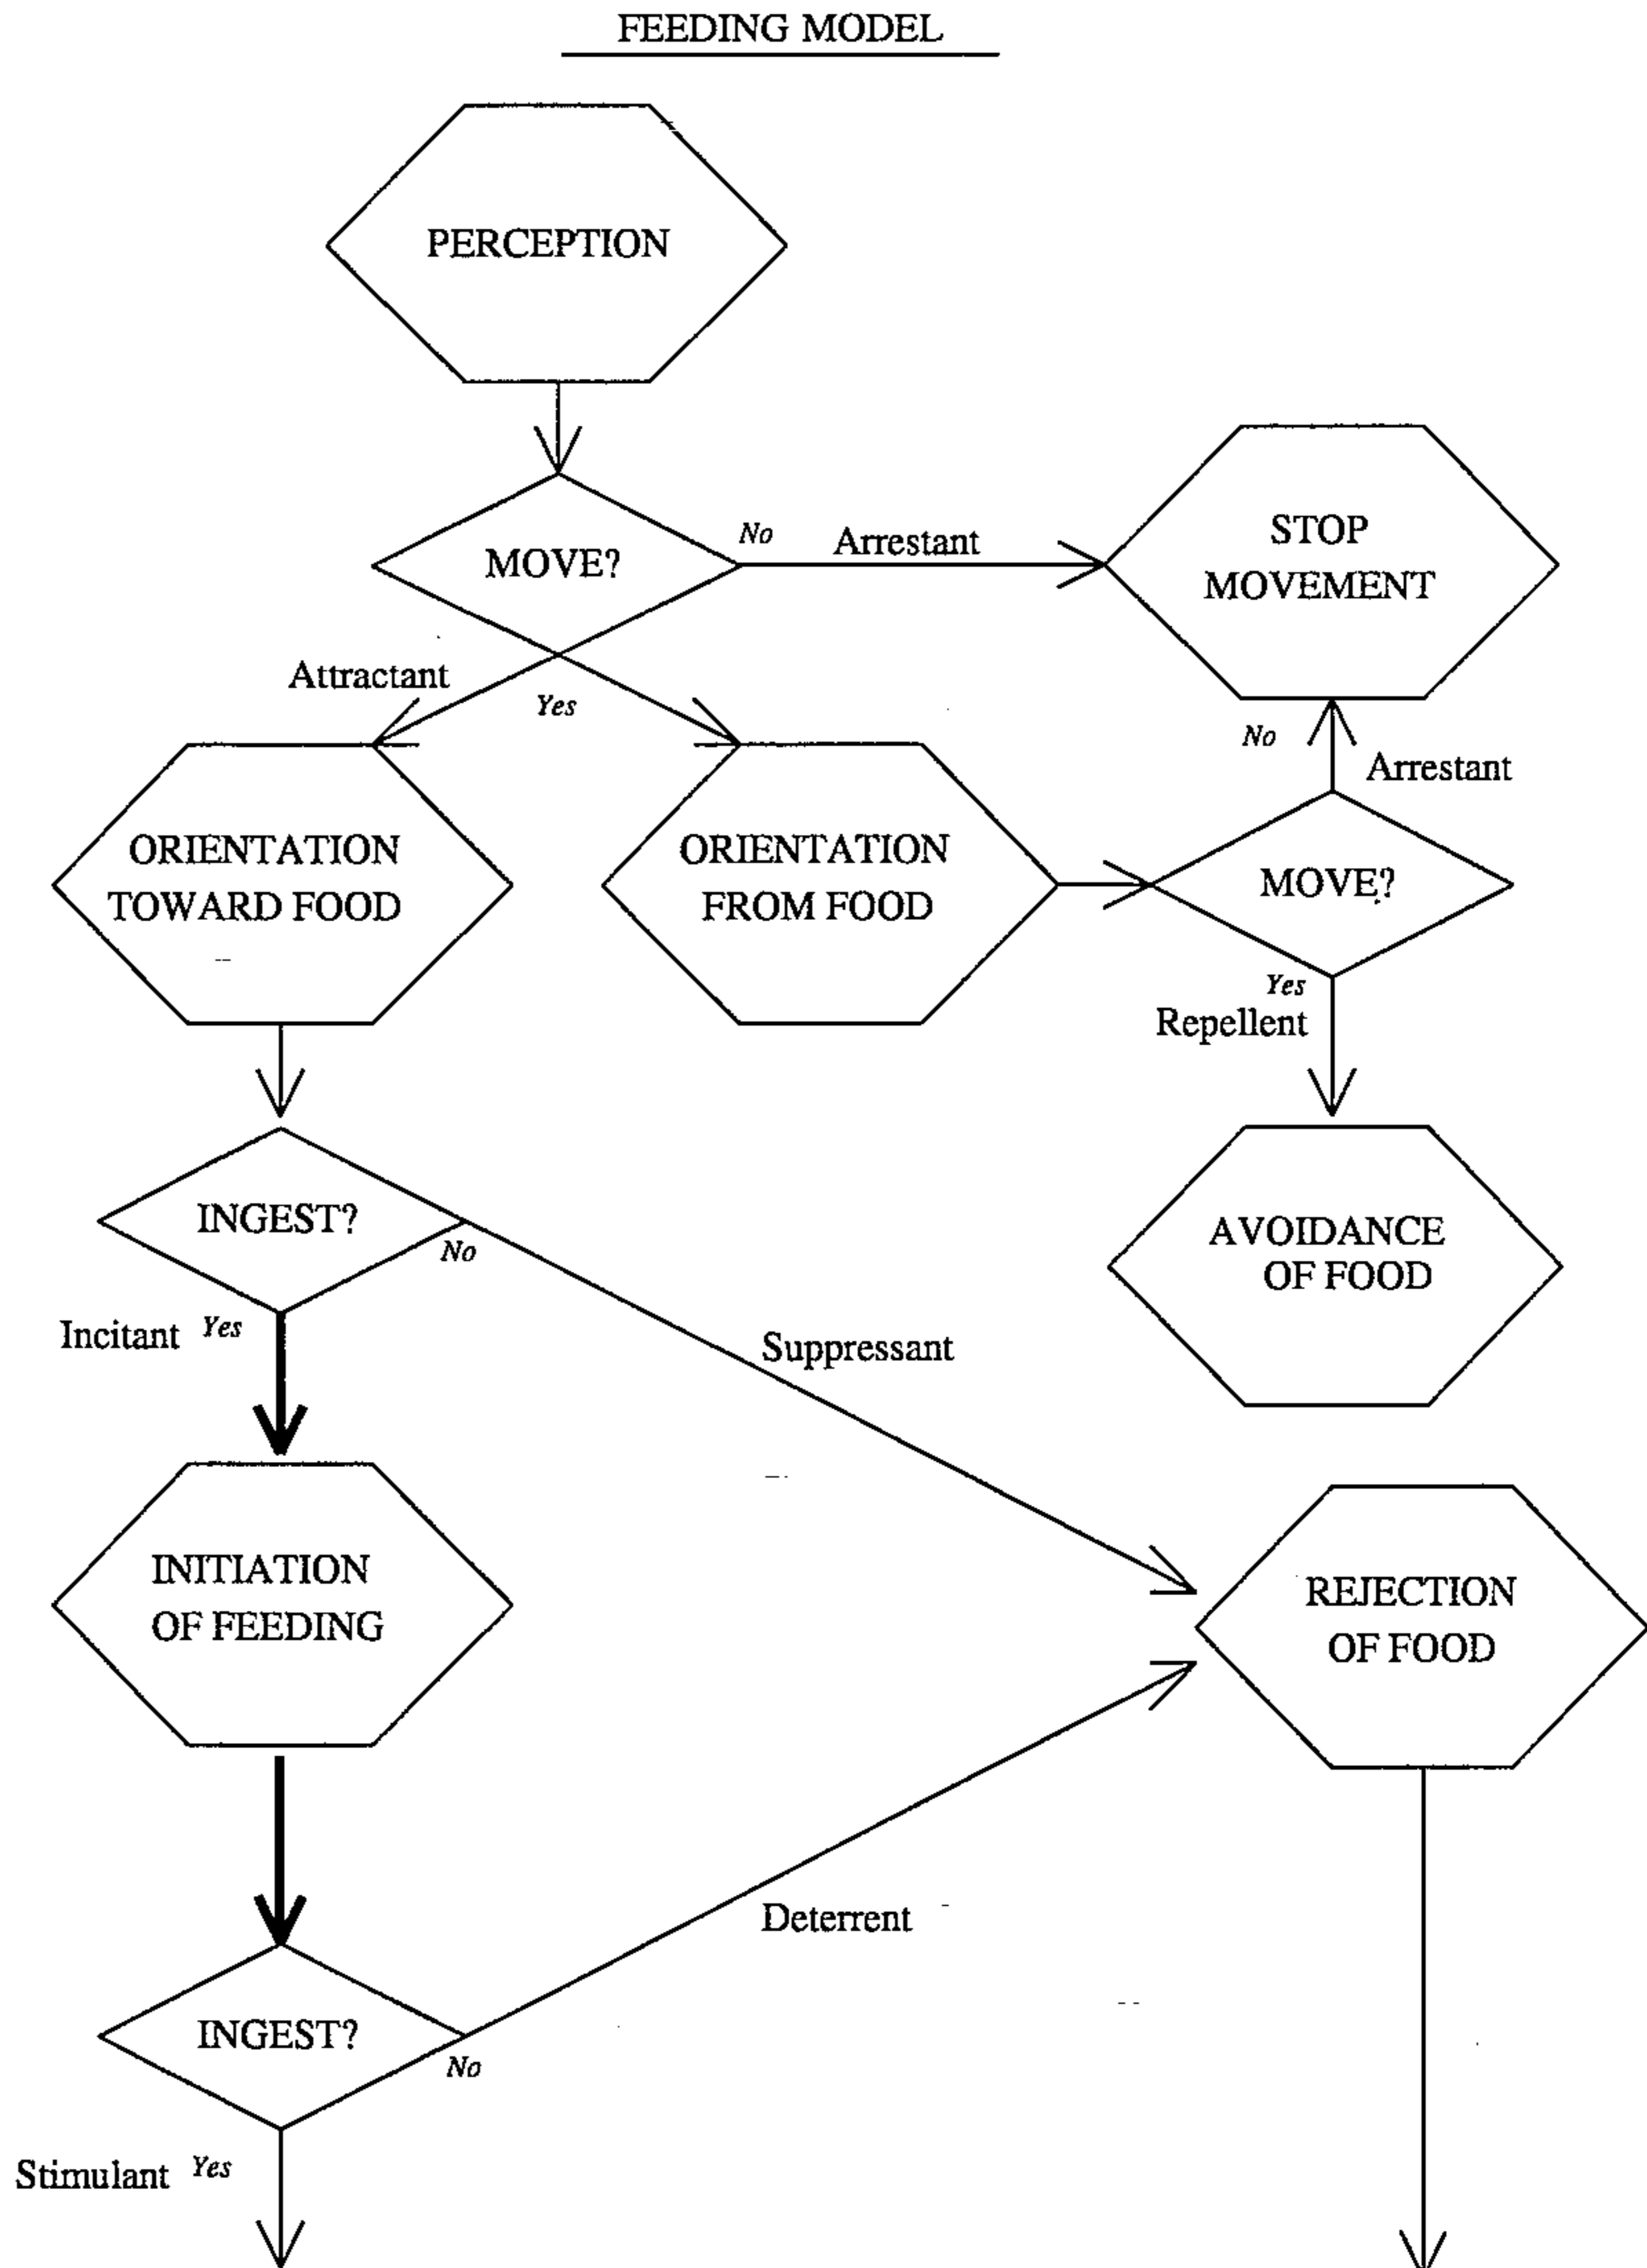 FEEDING MODEL
PERCEPTION
MOVE?
No
Arrestant
STOP
MOVEMENT
Attractant
Yes
No
Arrestant
ORIENTATION
TOWARD FOOD
ORIENTATION
FROM FOOD
MOVE?
Yes
Repellent
INGEST?
No
AVOIDANCE
OF FOOD
Incitant
Yes
Suppressant
INITIATION
OF FEEDING
REJECTION
OF FOOD
Deterrent
INGEST?
No
Stimulant
Yes